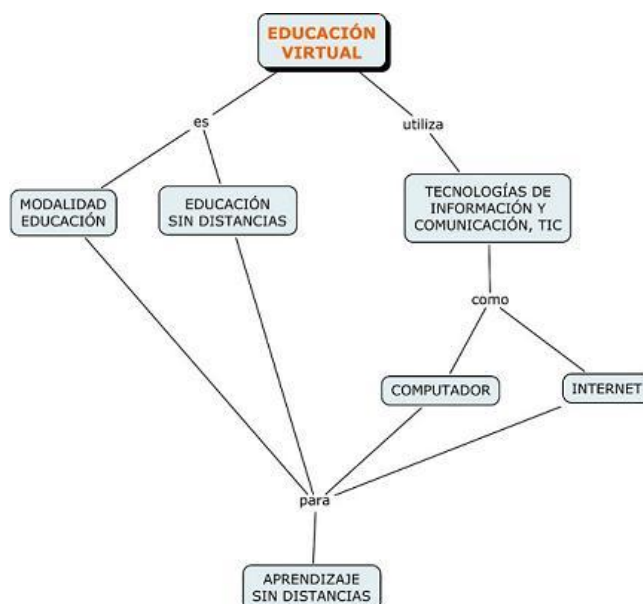 EDUCACIÓN
VIRTUAL
es
utiliza
MODALIDAD
EDUCACIÓN
EDUCACIÓN
SIN DISTANCIAS
TECNOLOGÍAS DE
INFORMACIÓN Y
COMUNICACIÓN, TIC
como
COMPUTADOR
INTERNET
para
APRENDIZAJE
SIN DISTANCIAS